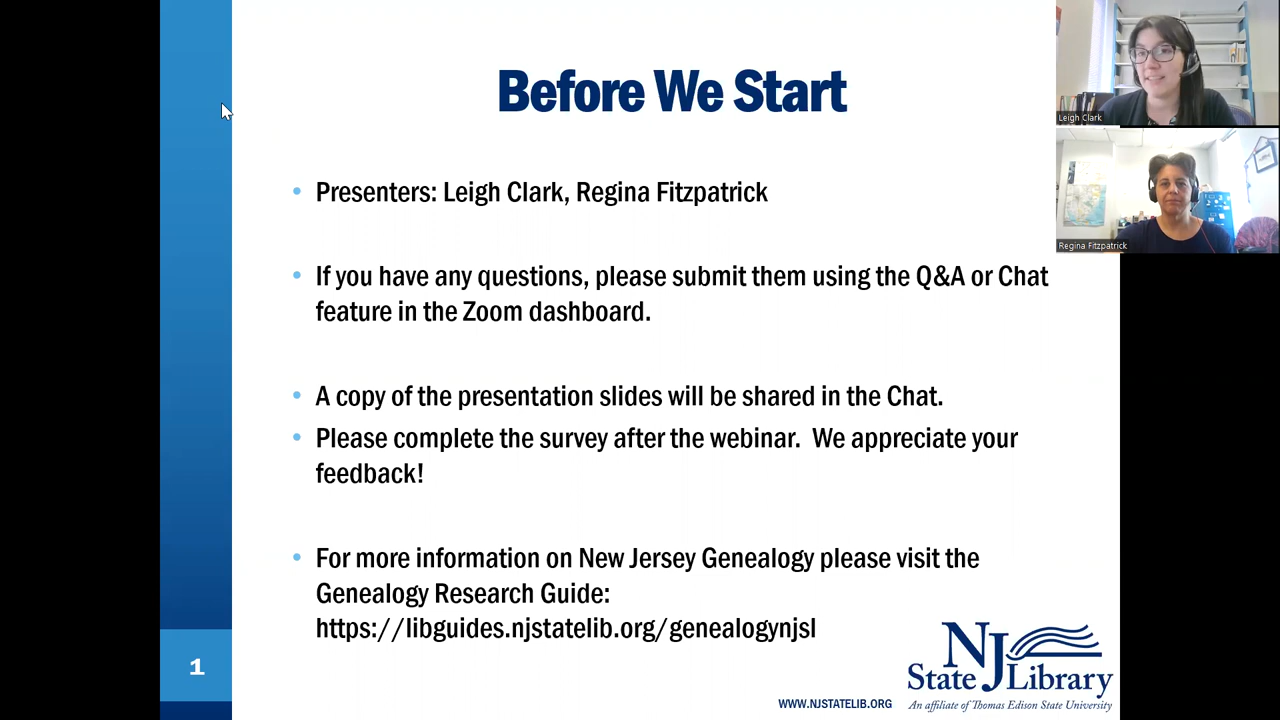 Before We Start
Leigh Clark
• Presenters: Leigh Clark, Regina Fitzpatrick
Regina Fitzpatrick
• If you have any questions, please submit them using the Q&A or Chat
feature in the Zoom dashboard.
• A copy of the presentation slides will be shared in the Chat.
• Please complete the survey after the webinar.  We appreciate your
feedback!
• For more information on New Jersey Genealogy please visit the
Genealogy Research Guide:
https://libguides.njstatelib.org/genealogynjsl
1
WWW.NJSTATELIB.ORG
NJ
State Library
An affiliate of Thomas Edison State University